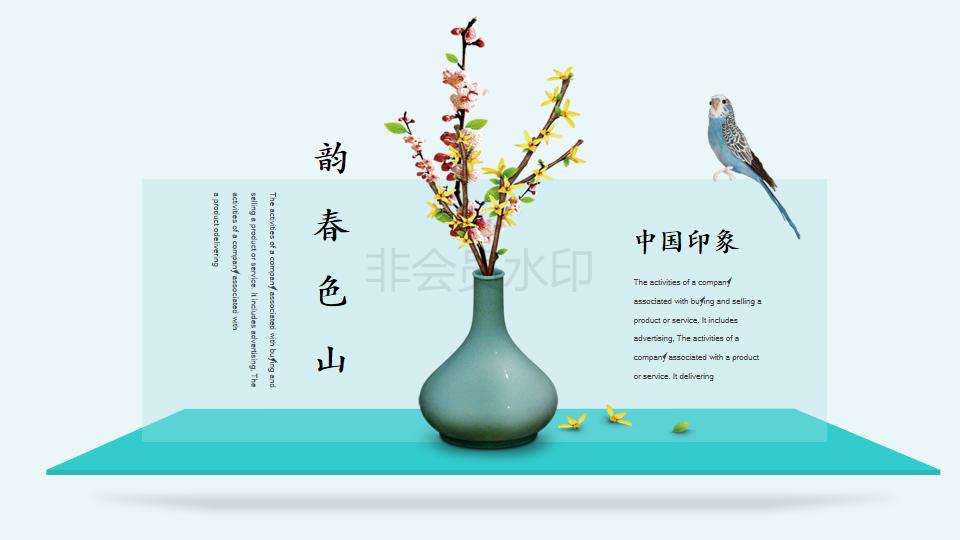 韵
春
色
山
The activities of a company associated with buying and
selling a product or service. It includes advertising, The
activities of a company associated with
a product odelivering
非会员水印
中国印象
The activities of a company
associated with buying and selling a
product or service. It includes
advertising, The activities of a
company associated with a product
or service. It delivering